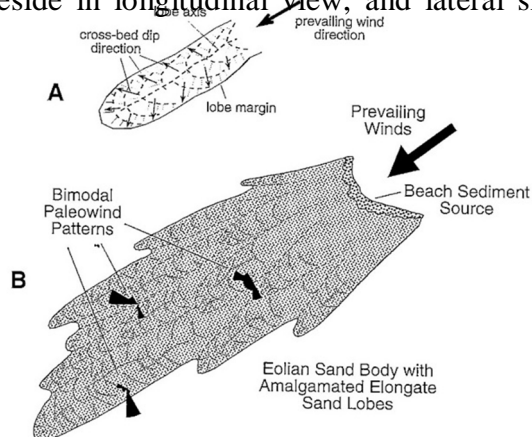 eside in longitudinal view, and lateral s
lobe axis
prevailing wind
direction
cross-bed dip
direction
A
lobe margin
Prevailing
Winds
Beach Sediment
Source
Bimodal
Paleowind
Patterns
B
Eolian Sand Body with
Amalgamated Elongate
Sand Lobes